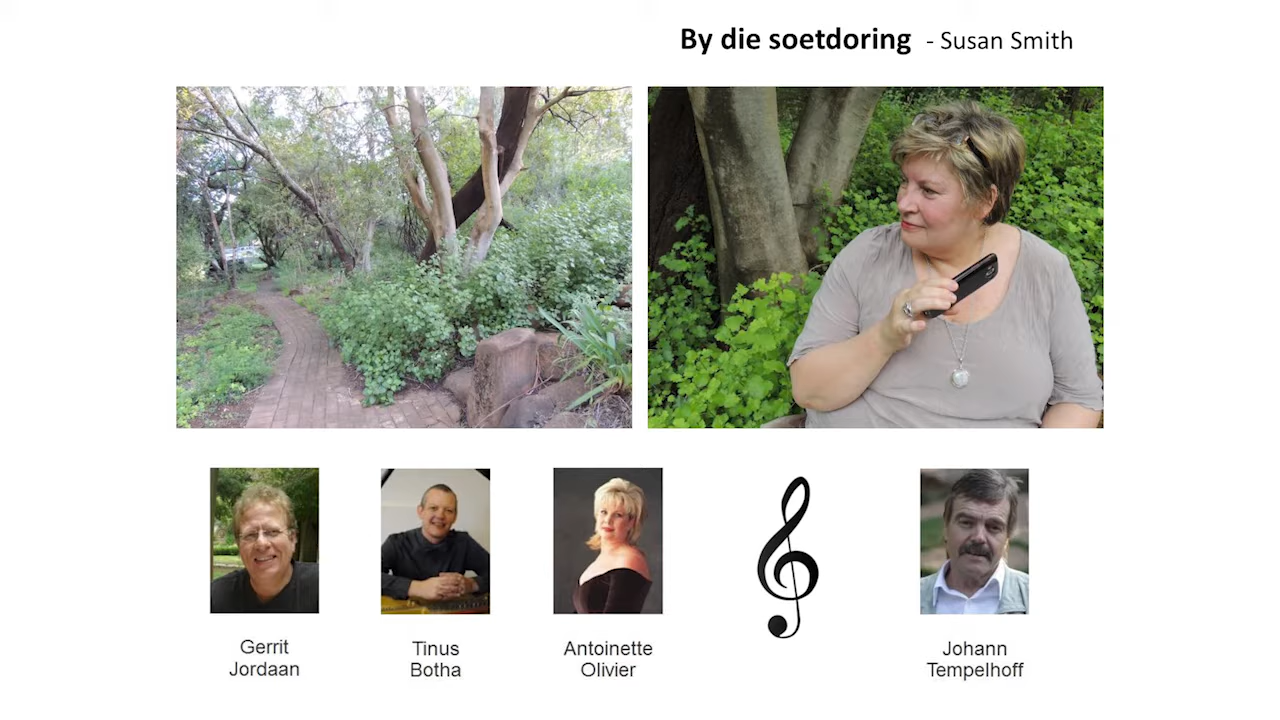 By die soetdoring - Susan Smith
Gerrit
Jordaan
Tinus
Botha
Antoinette
Olivier
Johann
Tempelhoff